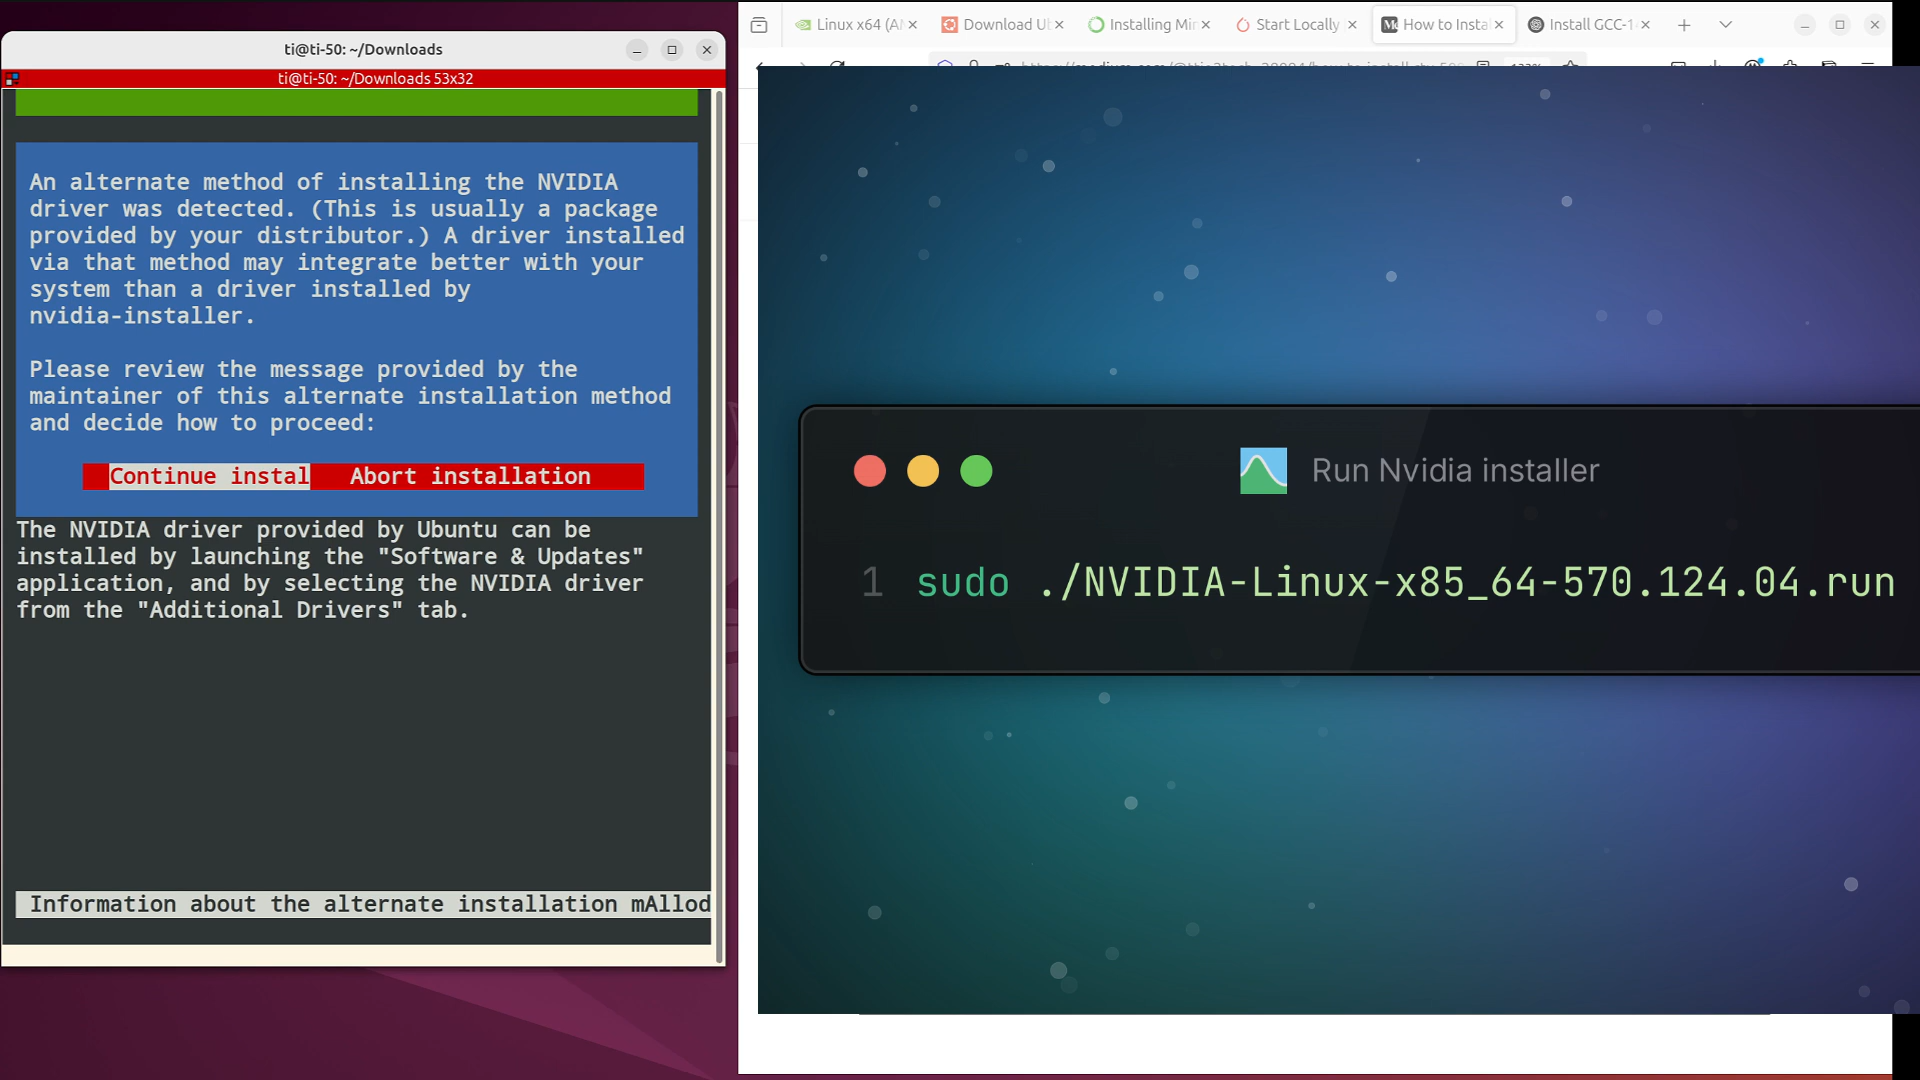 ti@ti-50: ~/Downloads
ti@ti-50: ~/Downloads 53x32
An alternate method of installing the NVIDIA
driver was detected. (This is usually a package
provided by your distributor.) A driver installed
via that method may integrate better with your
system than a driver installed by
nvidia-installer.
Please review the message provided by the
maintainer of this alternate installation method
and decide how to proceed:
Continue instal Abort installation
The NVIDIA driver provided by Ubuntu can be
installed by launching the "Software & Updates"
application, and by selecting the NVIDIA driver
from the "Additional Drivers" tab.
Information about the alternate installation mAllod
Linux x64 (AM
Download Ub
Installing Min
Start Locally
How to Instal
Install GCC-1
Run Nvidia installer
1 sudo ./NVIDIA-Linux-x85_64-570.124.04.run